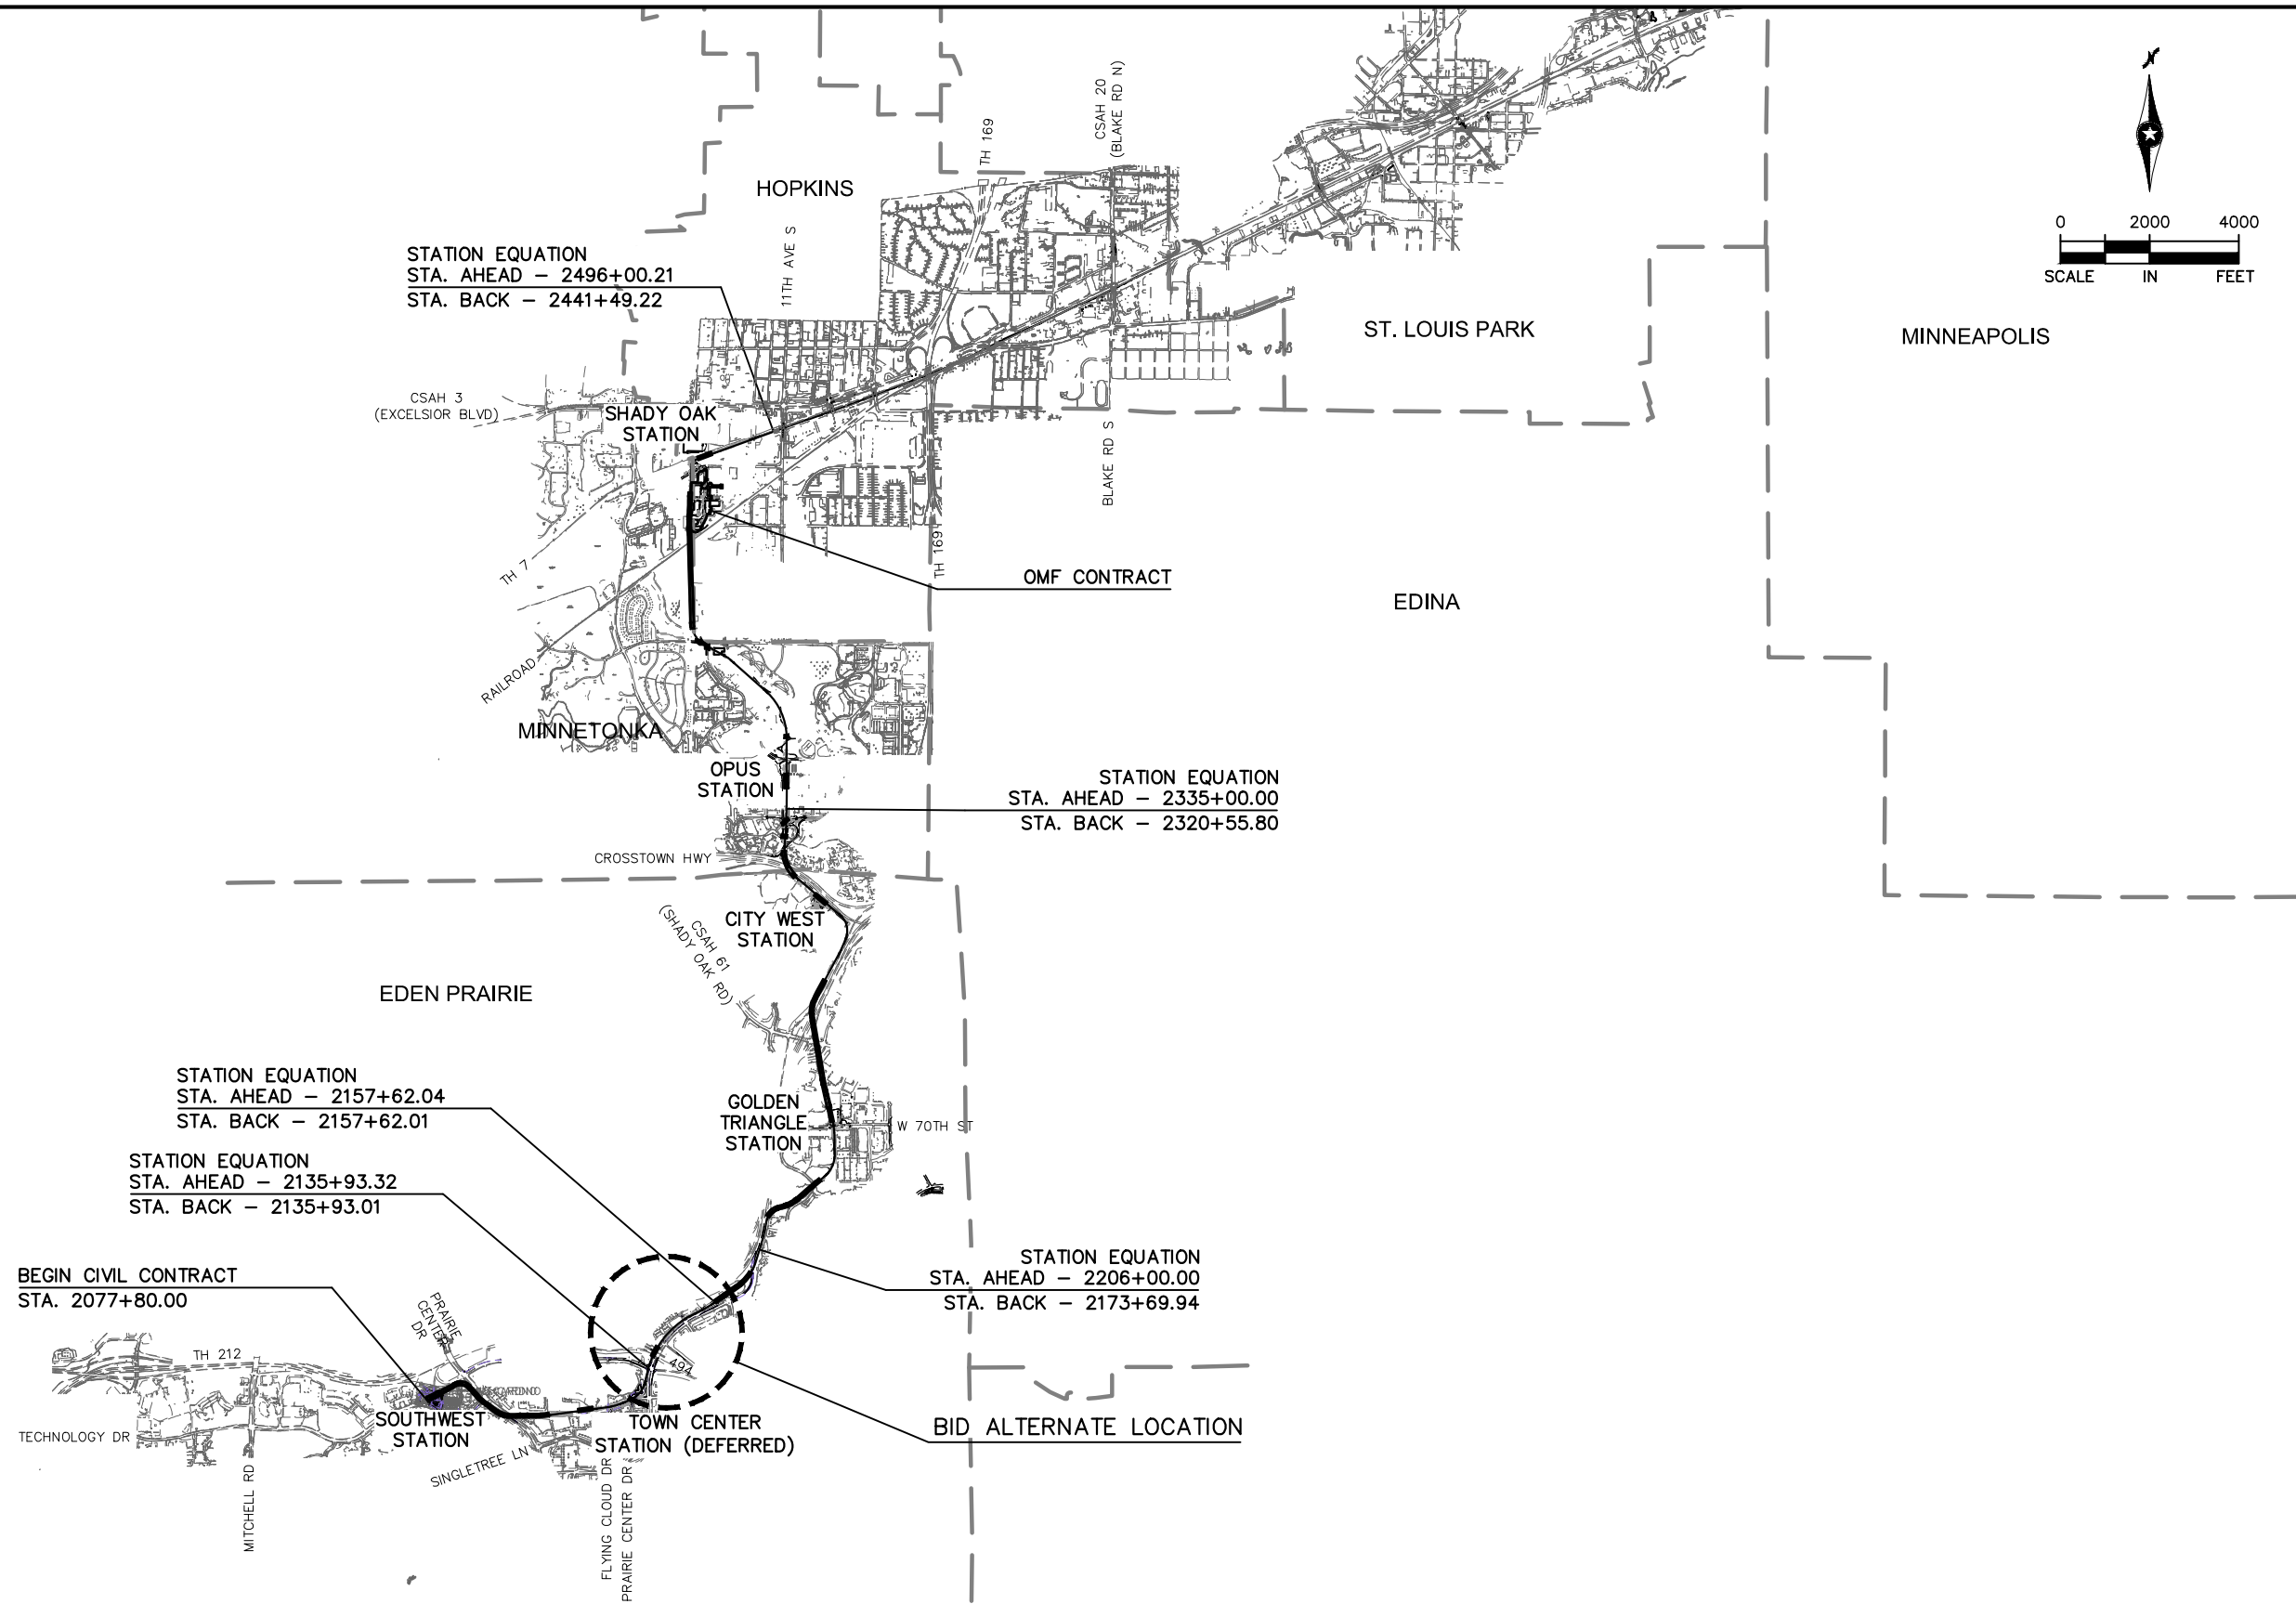 N
0 2000 4000
SCALE IN FEET
TH 169
CSAH 20
(BLAKE RD N)
HOPKINS
11TH AVE S
STATION EQUATION
STA. AHEAD – 2496+00.21
STA. BACK – 2441+49.22
ST. LOUIS PARK
MINNEAPOLIS
CSAH 3
(EXCELSIOR BLVD)
SHADY OAK
STATION
BLAKE RD S
TH 169
TH 7
OMF CONTRACT
EDINA
RAILROAD
MINNETONKA
OPUS
STATION
STATION EQUATION
STA. AHEAD – 2335+00.00
STA. BACK – 2320+55.80
CROSSTOWN HWY
CITY WEST
STATION
CSAH 61
(SHADY OAK RD)
EDEN PRAIRIE
STATION EQUATION
STA. AHEAD – 2157+62.04
STA. BACK – 2157+62.01
GOLDEN
TRIANGLE
STATION
W 70TH ST
STATION EQUATION
STA. AHEAD – 2135+93.32
STA. BACK – 2135+93.01
STATION EQUATION
STA. AHEAD – 2206+00.00
STA. BACK – 2173+69.94
BEGIN CIVIL CONTRACT
STA. 2077+80.00
PRAIRIE
CENTER
DR
TH 212
494
SOUTHWEST
STATION
TOWN CENTER
STATION (DEFERRED)
BID ALTERNATE LOCATION
TECHNOLOGY DR
SINGLETREE LN
MITCHELL RD
FLYING CLOUD DR
PRAIRIE CENTER DR